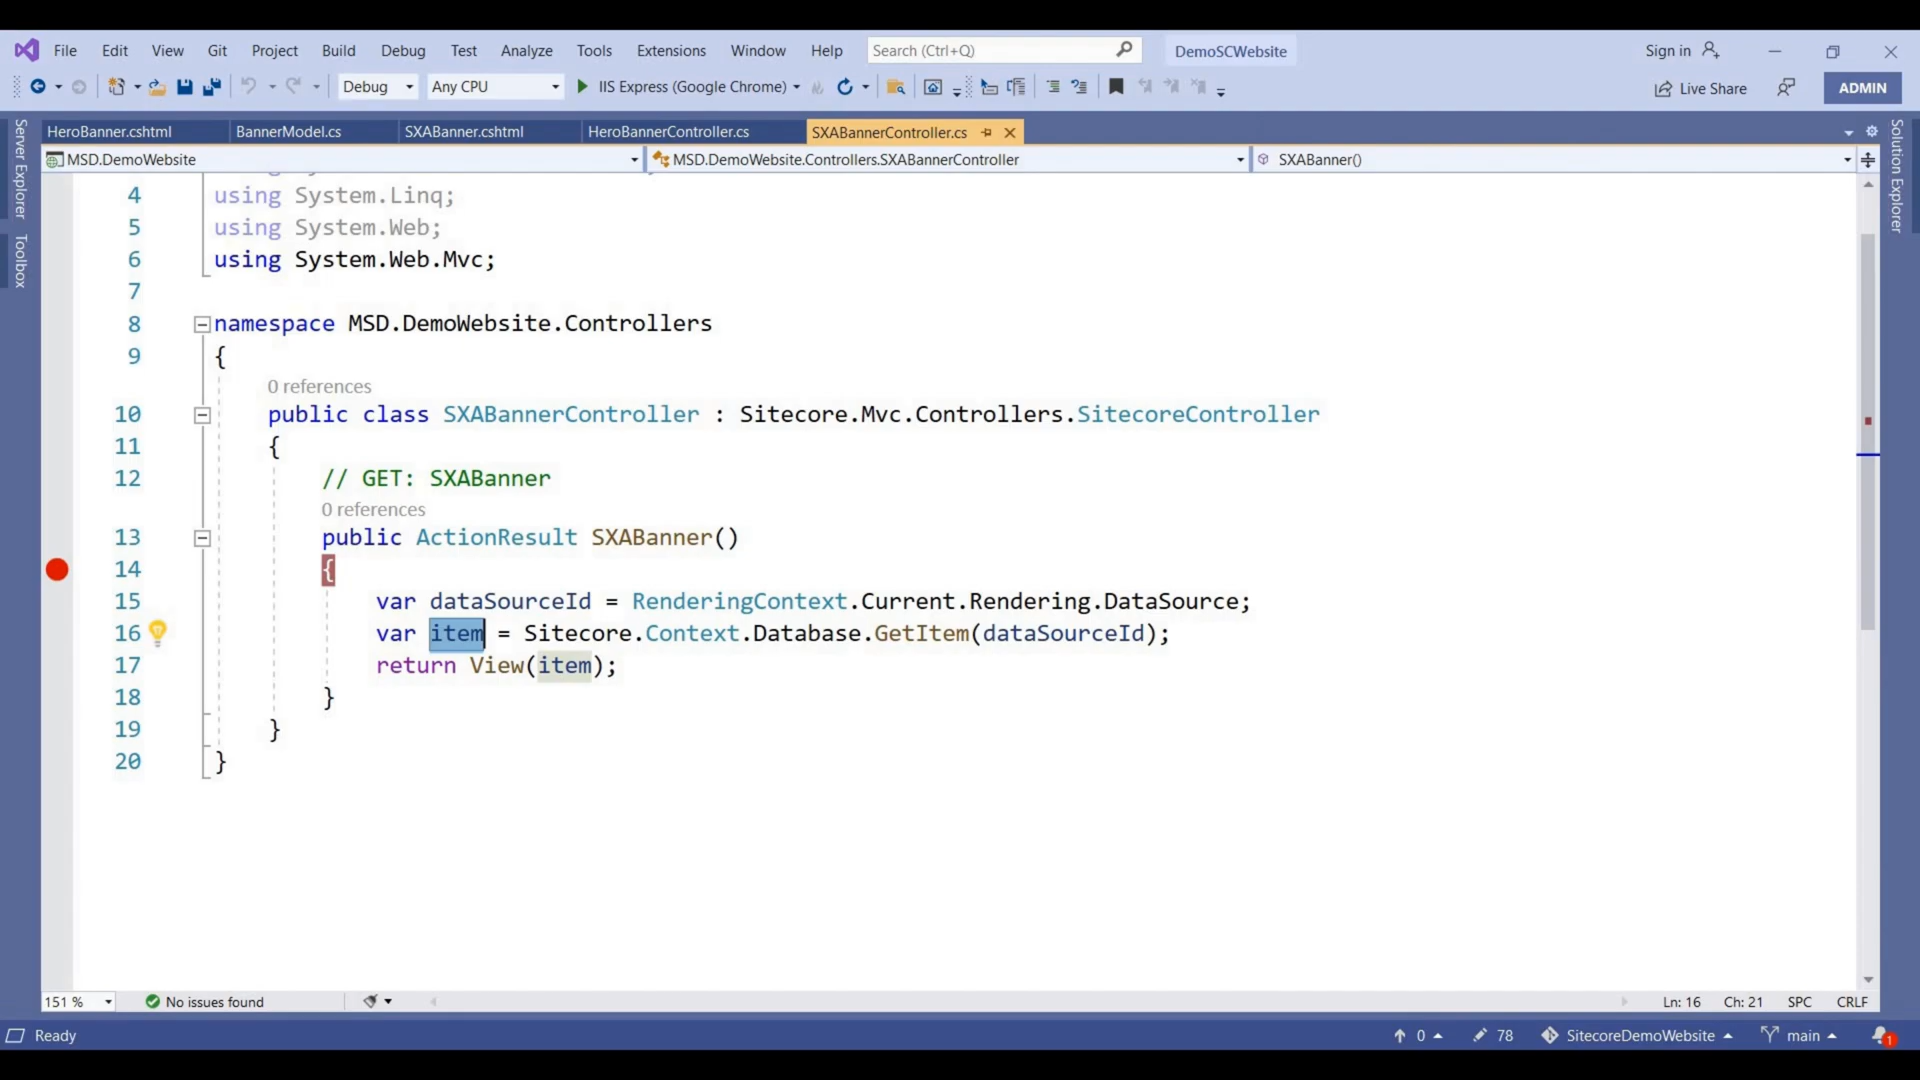 File Edit View Git Project Build Debug Test Analyze Tools Extensions Window Help Search (Ctrl+Q) DemoSCWebsite Sign in
Debug Any CPU IIS Express (Google Chrome) Live Share ADMIN
HeroBanner.cshtml BannerModel.cs SXABanner.cshtml HeroBannerController.cs SXABannerController.cs
MSD.DemoWebsite MSD.DemoWebsite.Controllers.SXABannerController SXABanner()
Server Explorer
Toolbox
Solution Explorer
4 using System.Linq;
5 using System.Web;
6 using System.Web.Mvc;
7
8 namespace MSD.DemoWebsite.Controllers
9 {
0 references
10 public class SXABannerController : Sitecore.Mvc.Controllers.SitecoreController
11 {
12 // GET: SXABanner
0 references
13 public ActionResult SXABanner()
14 {
15 var dataSourceId = RenderingContext.Current.Rendering.DataSource;
16 var item = Sitecore.Context.Database.GetItem(dataSourceId);
17 return View(item);
18 }
19 }
20 }
151 % No issues found Ln: 16 Ch: 21 SPC CRLF
Ready 0 78 SitecoreDemoWebsite main 1